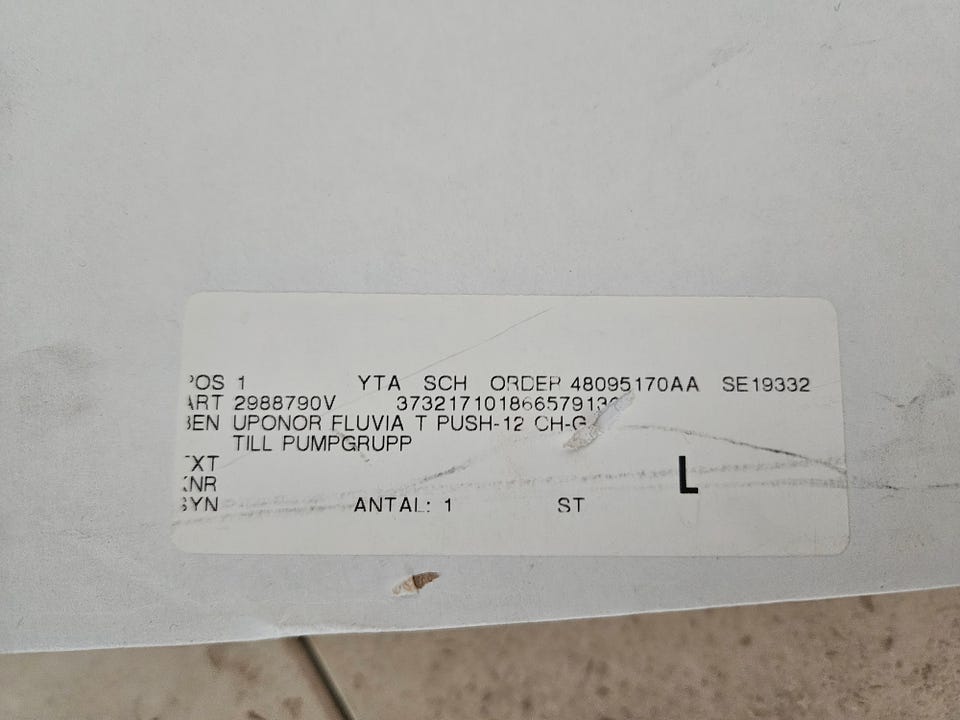 POS 1 YTA SCH ORDER 48095170AA SE19332
ART 2988790V
BEN UPONOR FLUVIA T PUSH-12 CH-G
TILL PUMPGRUPP
TXT
KNR
SYN ANTAL: 1 ST
L